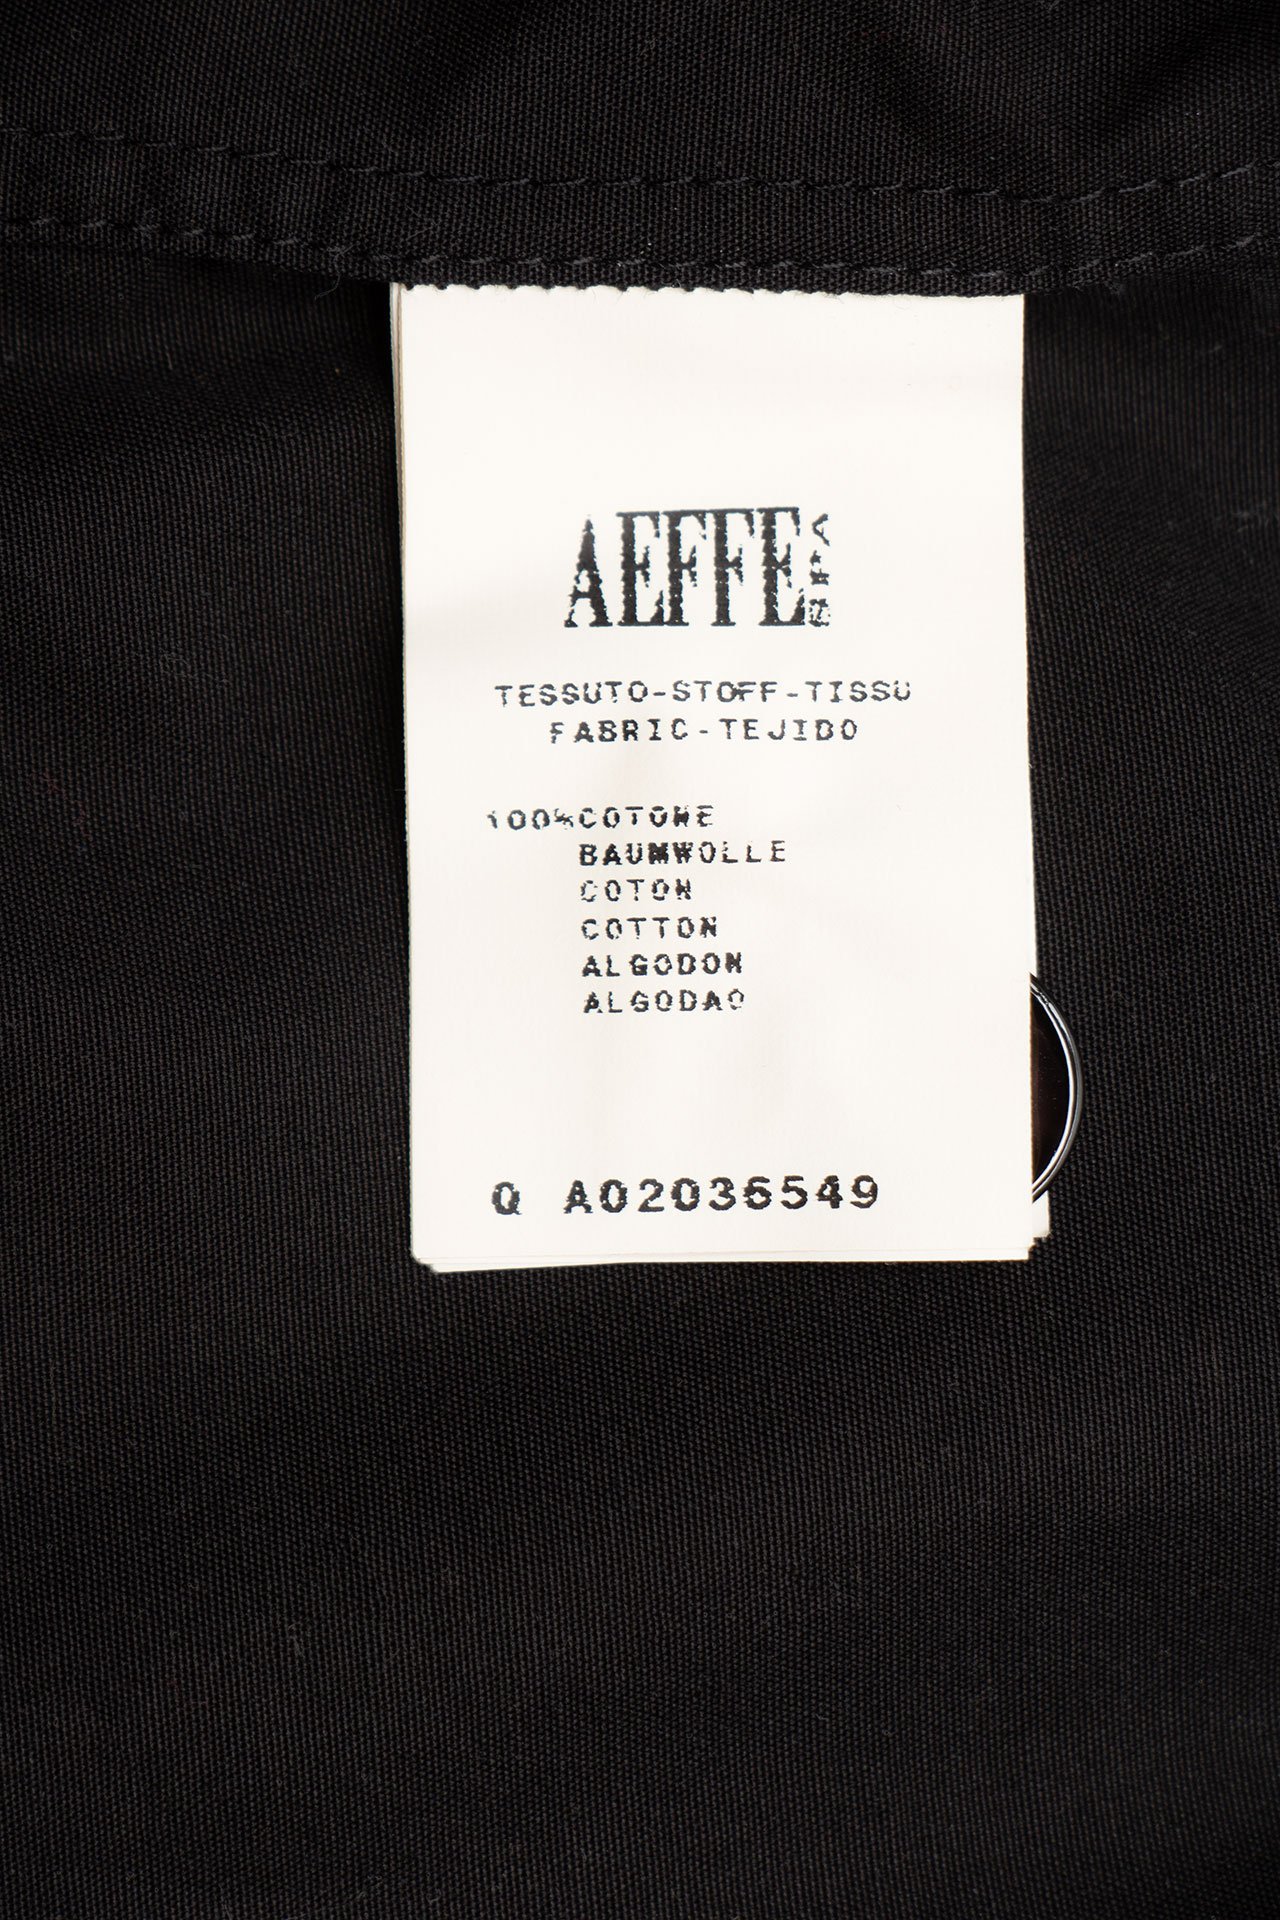 AEFFE SPA
TESSUTO-STOFF-TISSU
FABRIC-TEJIDO
100%COTONE
BAUMWOLLE
COTON
COTTON
ALGODON
ALGODAO
Q A02036549